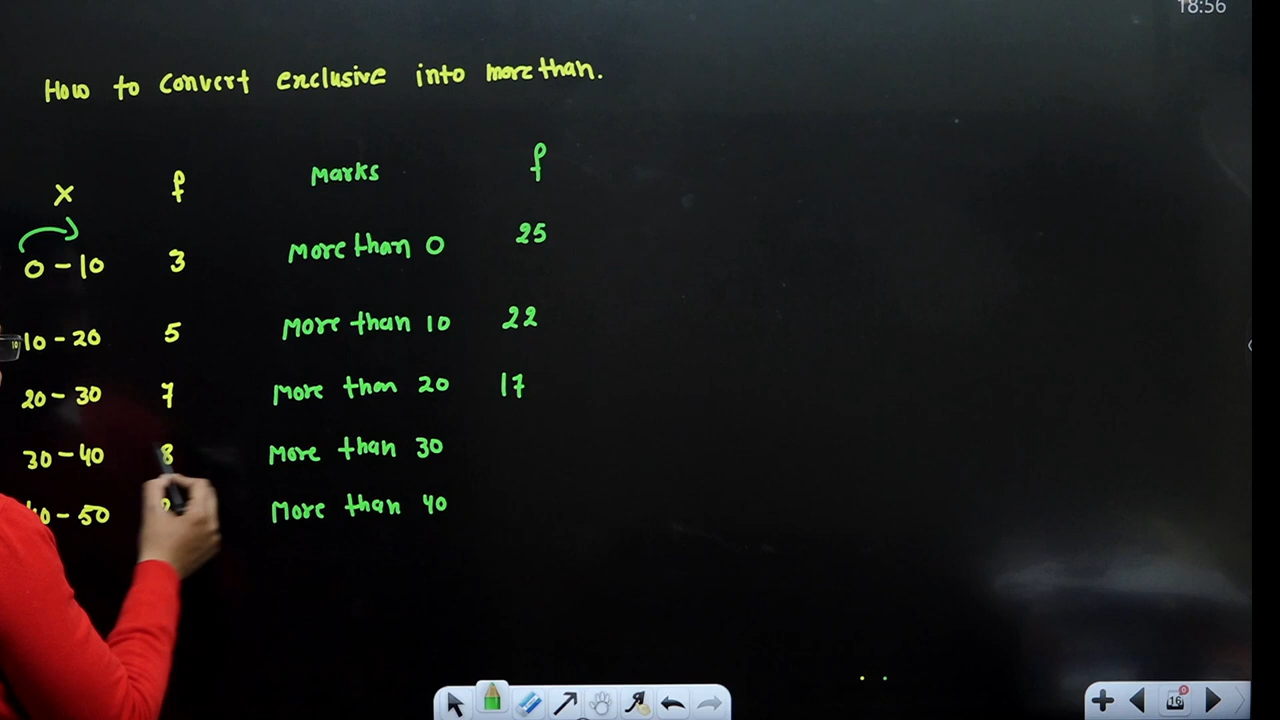 18:56
How to convert exclusive into more than.
X f Marks f
0 - 10 3 More than 0 25
10 - 20 5 More than 10 22
20 - 30 7 More than 20 17
30 - 40 8 More than 30
- 50 More than 40
16